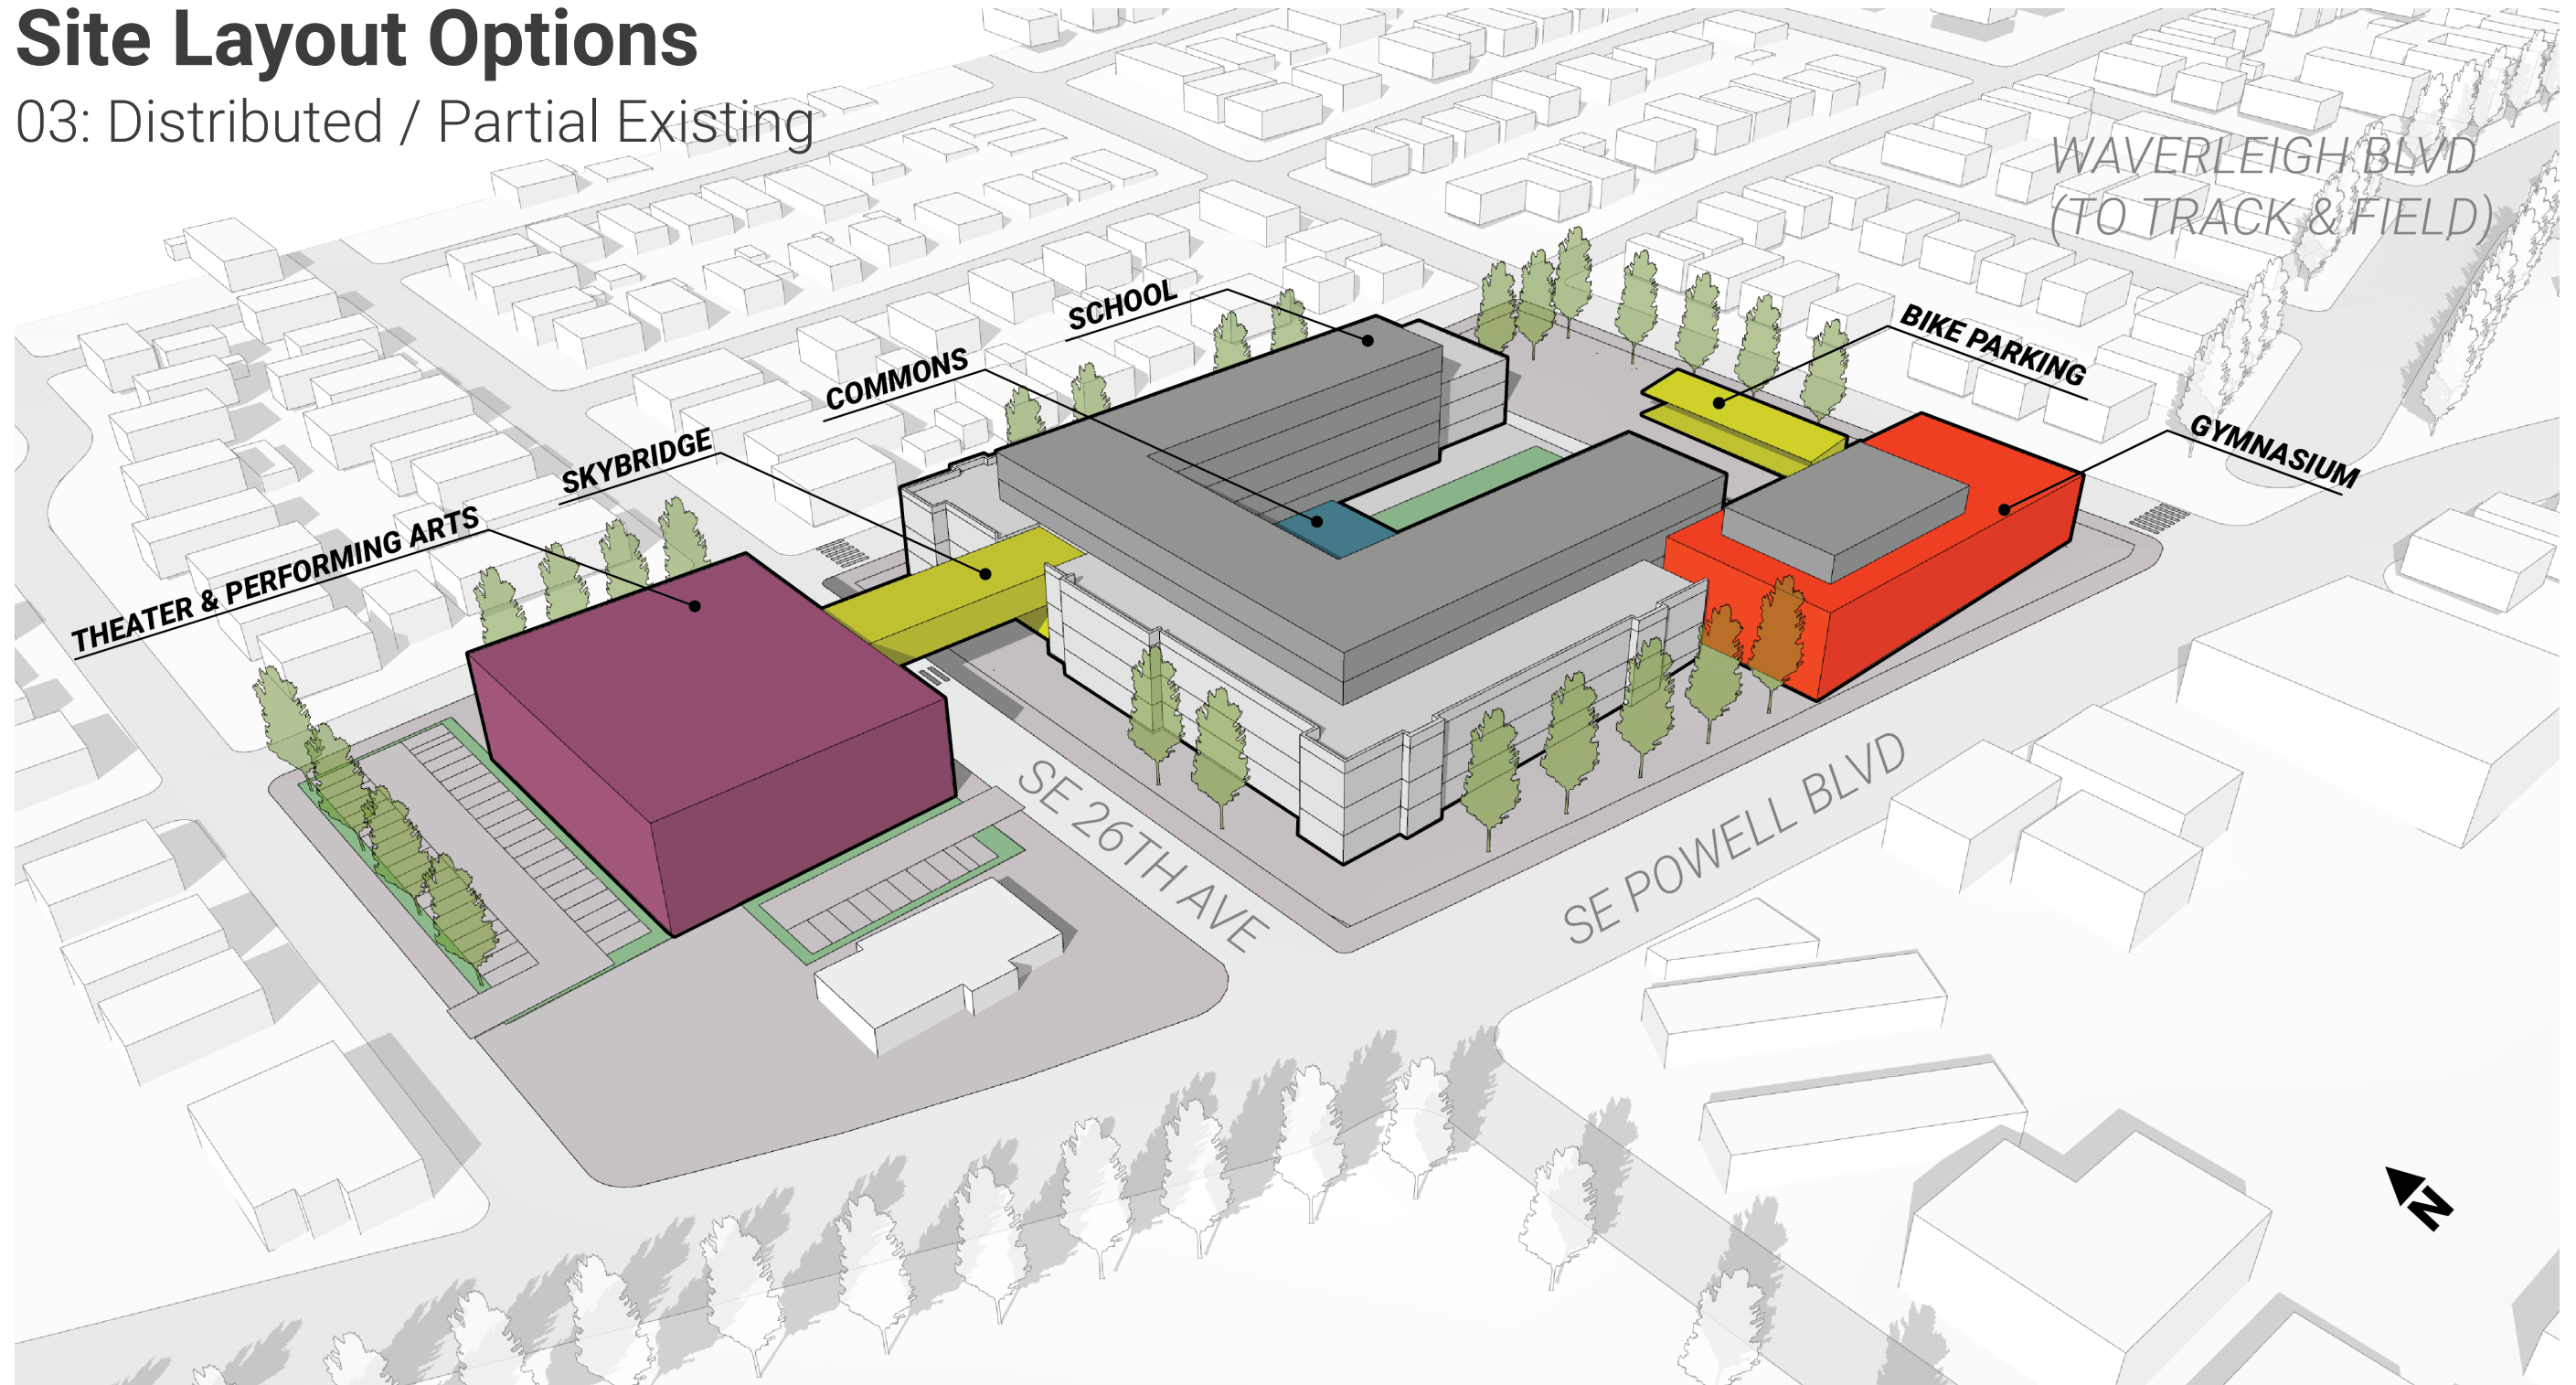 Site Layout Options
03: Distributed / Partial Existing
WAVERLEIGH BLVD
(TO TRACK & FIELD)
SCHOOL
BIKE PARKING
COMMONS
GYMNASIUM
SKYBRIDGE
THEATER & PERFORMING ARTS
SE 26TH AVE
SE POWELL BLVD
N